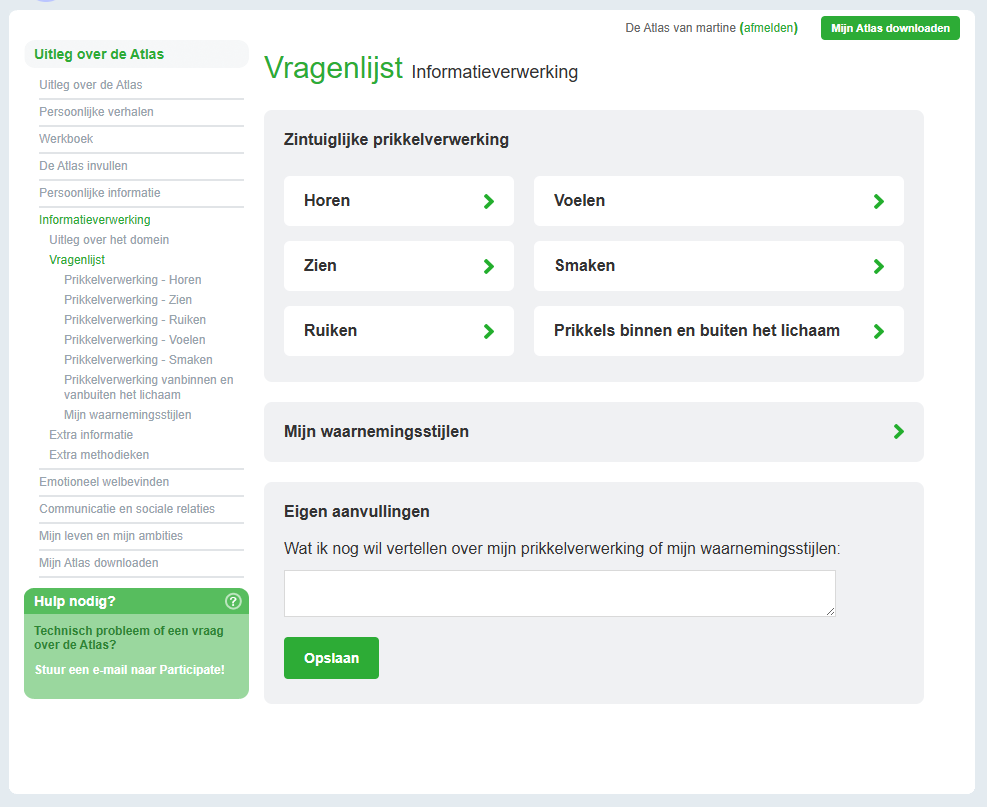 De Atlas van martine (afmelden)
Mijn Atlas downloaden
Uitleg over de Atlas
Uitleg over de Atlas
Persoonlijke verhalen
Werkboek
De Atlas invullen
Persoonlijke informatie
Informatieverwerking
Uitleg over het domein
Vragenlijst
Prikkelverwerking - Horen
Prikkelverwerking - Zien
Prikkelverwerking - Ruiken
Prikkelverwerking - Voelen
Prikkelverwerking - Smaken
Prikkelverwerking vanbinnen en
vanbuiten het lichaam
Mijn waarnemingsstijlen
Extra informatie
Extra methodieken
Emotioneel welbevinden
Communicatie en sociale relaties
Mijn leven en mijn ambities
Mijn Atlas downloaden
Hulp nodig?
?
Technisch probleem of een vraag
over de Atlas?
Stuur een e-mail naar Participate!
Vragenlijst Informatieverwerking
Zintuiglijke prikkelverwerking
Horen
Voelen
Zien
Smaken
Ruiken
Prikkels binnen en buiten het lichaam
Mijn waarnemingsstijlen
Eigen aanvullingen
Wat ik nog wil vertellen over mijn prikkelverwerking of mijn waarnemingsstijlen:
Opslaan